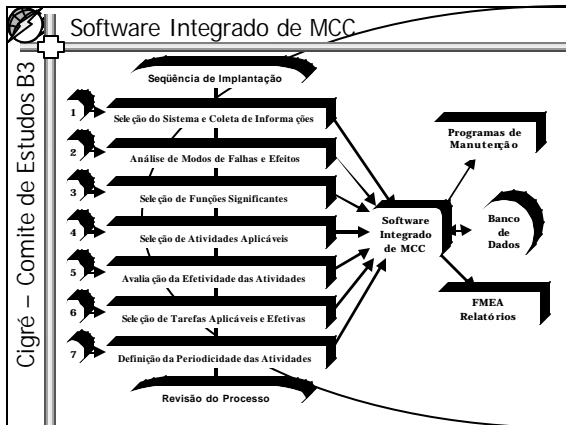 Software Integrado de MCC
Cigré – Comite de Estudos B3
Seqüência de Implantação
1
Seleção do Sistema e Coleta de Informações
2
Análise de Modos de Falhas e Efeitos
3
Seleção de Funções Significantes
4
Seleção de Atividades Aplicáveis
5
Avaliação da Efetividade das Atividades
6
Seleção de Tarefas Aplicáveis e Efetivas
7
Definição da Periodicidade das Atividades
Revisão do Processo
Software
Integrado
de MCC
Programas de
Manutenção
Banco
de
Dados
FMEA
Relatórios